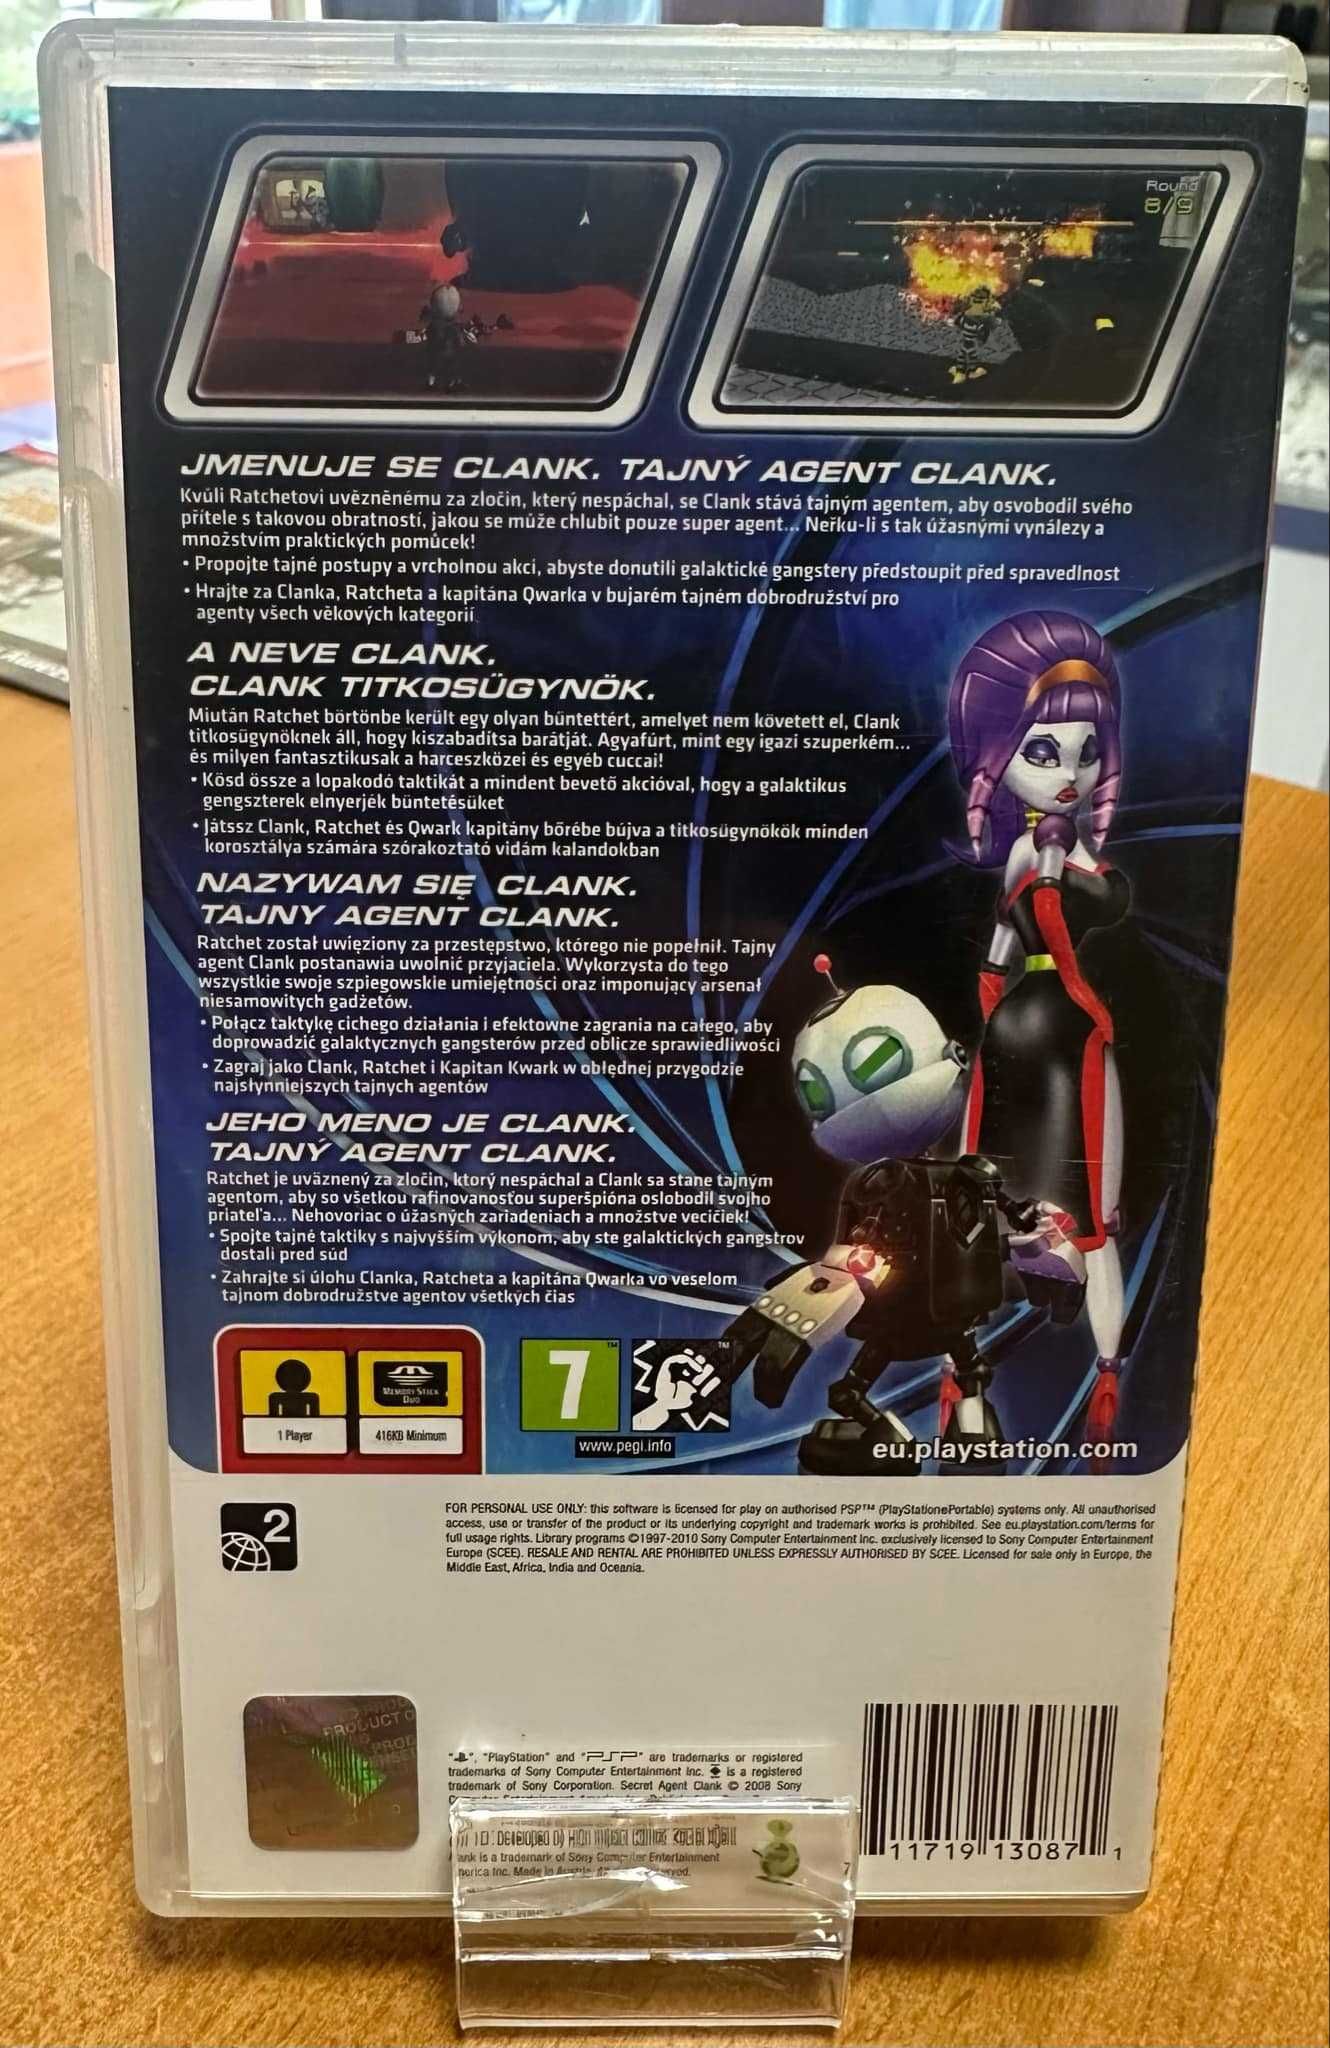 Round
8/9
JMENUJE SE CLANK. TAJNÝ AGENT CLANK.
Kvůli Ratchetovi uvězněnému za zločin, který nespáchal, se Clank stává tajným agentem, aby osvobodil svého
přítele s takovou obratností, jakou se může chlubit pouze super agent... Neřku-li s tak úžasnými vynálezy a
množstvím praktických pomůcek!
• Propojte tajné postupy a vrcholnou akci, abyste donutili galaktické gangstery předstoupit před spravedlnost
• Hrajte za Clanka, Ratcheta a kapitána Qwarka v bujarém tajném dobrodružství pro
agenty všech věkových kategorií
A NEVE CLANK.
CLANK TITKOSÜGYNÖK.
Miután Ratchet börtönbe került egy olyan bűntettért, amelyet nem követett el, Clank
titkosügynöknek áll, hogy kiszabadítsa barátját. Agyafúrt, mint egy igazi szuperkém...
és milyen fantasztikusak a harceszközei és egyéb cuccai!
• Kösd össze a lopakodó taktikát a mindent bevető akcióval, hogy a galaktikus
gengszterek elnyerjék büntetésüket
• Játssz Clank, Ratchet és Qwark kapitány bőrébe bújva a titkosügynökök minden
korosztálya számára szórakoztató vidám kalandokban
NAZYWAM SIĘ CLANK.
TAJNY AGENT CLANK.
Ratchet został uwięziony za przestępstwo, którego nie popełnił. Tajny
agent Clank postanawia uwolnić przyjaciela. Wykorzysta do tego
wszystkie swoje szpiegowskie umiejętności oraz imponujący arsenał
niesamowitych gadżetów.
• Połącz taktykę cichego działania i efektowne zagrania na całego, aby
doprowadzić galaktycznych gangsterów przed oblicze sprawiedliwości
• Zagraj jako Clank, Ratchet i Kapitan Kwark w obłędnej przygodzie
najsłynniejszych tajnych agentów
JEHO MENO JE CLANK.
TAJNÝ AGENT CLANK.
Ratchet je uväznený za zločin, ktorý nespáchal a Clank sa stane tajným
agentom, aby so všetkou rafinovanosťou superšpióna oslobodil svojho
priateľa... Nehovoriac o úžasných zariadeniach a množstve vecičiek!
• Spojte tajné taktiky s najvyšším výkonom, aby ste galaktických gangstrov
dostali pred súd
• Zahrajte si úlohu Clanka, Ratcheta a kapitána Qwarka vo veselom
tajnom dobrodružstve agentov všetkých čias
MEMORY STICK
DUO
1 Player
416KB Minimum
7
TM
TM
www.pegi.info
eu.playstation.com
2
FOR PERSONAL USE ONLY: this software is licensed for play on authorised PSP™ (PlayStation®Portable) systems only. All unauthorised
access, use or transfer of the product or its underlying copyright and trademark works is prohibited. See eu.playstation.com/terms for
full usage rights. Library programs ©1997-2010 Sony Computer Entertainment Inc. exclusively licensed to Sony Computer Entertainment
Europe (SCEE). RESALE AND RENTAL ARE PROHIBITED UNLESS EXPRESSLY AUTHORISED BY SCEE. Licensed for sale only in Europe, the
Middle East, Africa, India and Oceania.
PRODUCT O
"", "PlayStation" and "PSP" are trademarks or registered
trademarks of Sony Computer Entertainment Inc. is a registered
trademark of Sony Corporation. Secret Agent Clank © 2008 Sony
ank is a trademark of Sony Computer Entertainment
merica Inc. Made in Austria.
7
11719 13087 1